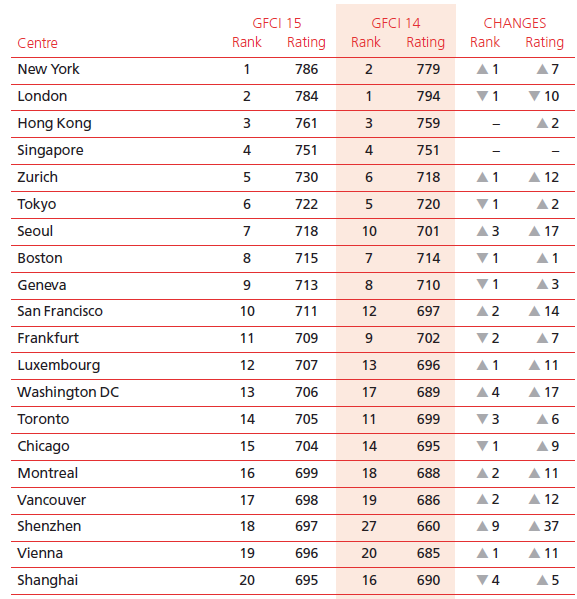 GFCI 15 GFCI 14 CHANGES
Centre Rank Rating Rank Rating Rank Rating
New York 1 786 2 779 ▲1 ▲7
London 2 784 1 794 ▼1 ▼10
Hong Kong 3 761 3 759 – ▲2
Singapore 4 751 4 751 – –
Zurich 5 730 6 718 ▲1 ▲12
Tokyo 6 722 5 720 ▼1 ▲2
Seoul 7 718 10 701 ▲3 ▲17
Boston 8 715 7 714 ▼1 ▲1
Geneva 9 713 8 710 ▼1 ▲3
San Francisco 10 711 12 697 ▲2 ▲14
Frankfurt 11 709 9 702 ▼2 ▲7
Luxembourg 12 707 13 696 ▲1 ▲11
Washington DC 13 706 17 689 ▲4 ▲17
Toronto 14 705 11 699 ▼3 ▲6
Chicago 15 704 14 695 ▼1 ▲9
Montreal 16 699 18 688 ▲2 ▲11
Vancouver 17 698 19 686 ▲2 ▲12
Shenzhen 18 697 27 660 ▲9 ▲37
Vienna 19 696 20 685 ▲1 ▲11
Shanghai 20 695 16 690 ▼4 ▲5